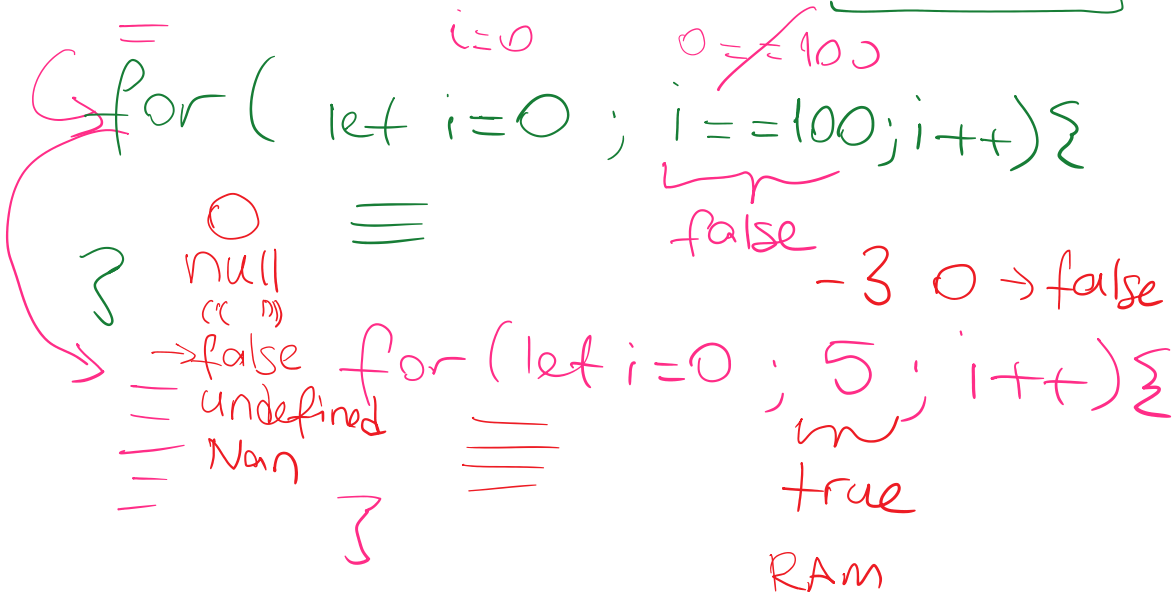 i=0
0==100
for( let i=0 ; i==100; i++){
false
0
null
-3 0 → false
}
(" ")
→false
for(let i=0 ; 5 ; i++){
undefined
Nan
true
}
RAM